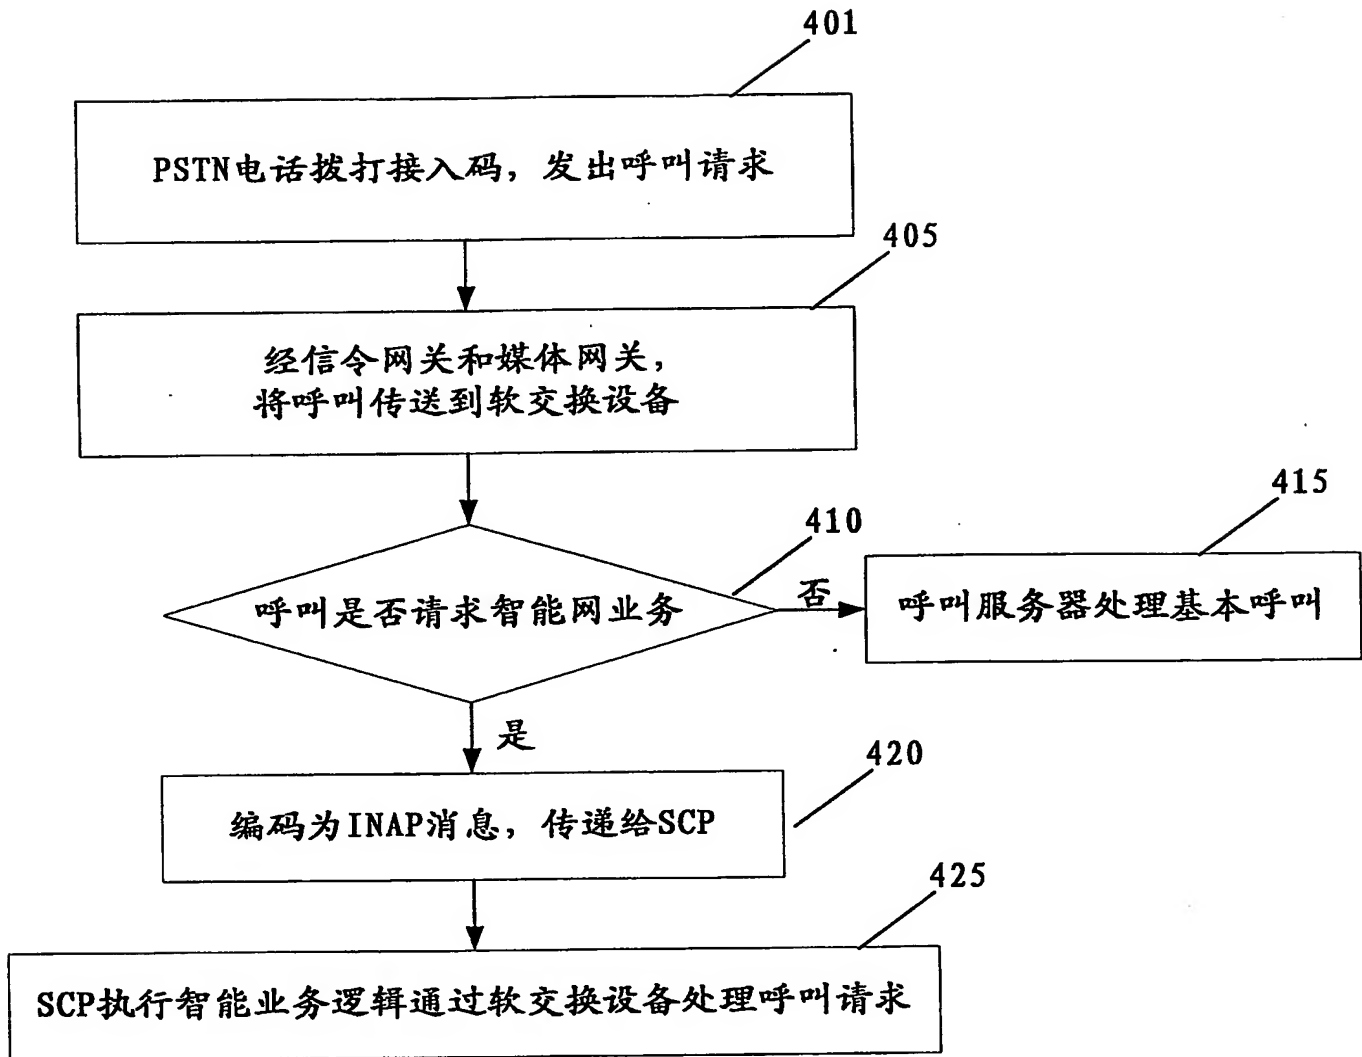 401
PSTN电话拨打接入码，发出呼叫请求
405
经信令网关和媒体网关，
将呼叫传送到软交换设备
410
呼叫是否请求智能网业务
否
415
呼叫服务器处理基本呼叫
是
420
编码为INAP消息，传递给SCP
425
SCP执行智能业务逻辑通过软交换设备处理呼叫请求